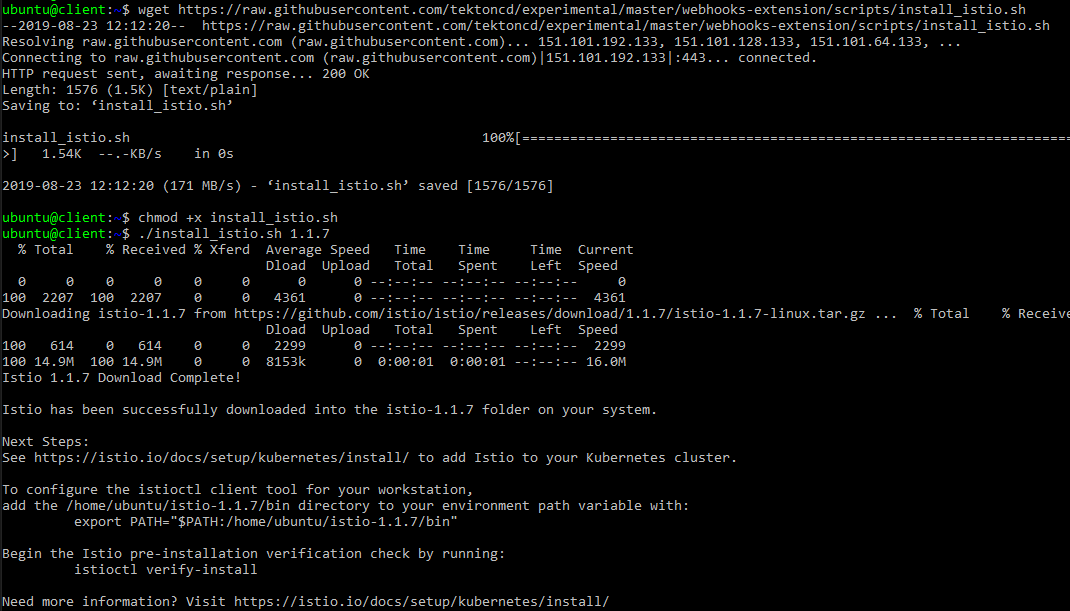 ubuntu@client:~$ wget https://raw.githubusercontent.com/tektoncd/experimental/master/webhooks-extension/scripts/install_istio.sh
--2019-08-23 12:12:20--  https://raw.githubusercontent.com/tektoncd/experimental/master/webhooks-extension/scripts/install_istio.sh
Resolving raw.githubusercontent.com (raw.githubusercontent.com)... 151.101.192.133, 151.101.128.133, 151.101.64.133, ...
Connecting to raw.githubusercontent.com (raw.githubusercontent.com)|151.101.192.133|:443... connected.
HTTP request sent, awaiting response... 200 OK
Length: 1576 (1.5K) [text/plain]
Saving to: ‘install_istio.sh’
install_istio.sh                                            100%[=====================================================================
>]   1.54K  --.-KB/s    in 0s
2019-08-23 12:12:20 (171 MB/s) - ‘install_istio.sh’ saved [1576/1576]
ubuntu@client:~$ chmod +x install_istio.sh
ubuntu@client:~$ ./install_istio.sh 1.1.7
  % Total    % Received % Xferd  Average Speed   Time    Time     Time  Current
                                 Dload  Upload   Total   Spent    Left  Speed
  0     0    0     0    0     0      0      0 --:--:-- --:--:-- --:--:--     0
100  2207  100  2207    0     0   4361      0 --:--:-- --:--:-- --:--:--  4361
Downloading istio-1.1.7 from https://github.com/istio/istio/releases/download/1.1.7/istio-1.1.7-linux.tar.gz ...  % Total    % Receive
                                 Dload  Upload   Total   Spent    Left  Speed
100   614    0   614    0     0   2299      0 --:--:-- --:--:-- --:--:--  2299
100 14.9M  100 14.9M    0     0  8153k      0  0:00:01  0:00:01 --:--:-- 16.0M
Istio 1.1.7 Download Complete!
Istio has been successfully downloaded into the istio-1.1.7 folder on your system.
Next Steps:
See https://istio.io/docs/setup/kubernetes/install/ to add Istio to your Kubernetes cluster.
To configure the istioctl client tool for your workstation,
add the /home/ubuntu/istio-1.1.7/bin directory to your environment path variable with:
         export PATH="$PATH:/home/ubuntu/istio-1.1.7/bin"
Begin the Istio pre-installation verification check by running:
         istioctl verify-install
Need more information? Visit https://istio.io/docs/setup/kubernetes/install/